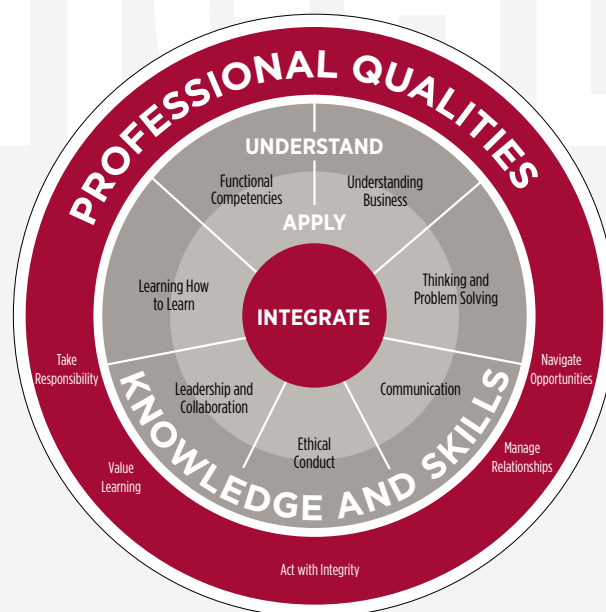 PROFESSIONAL QUALITIES
UNDERSTAND
Functional
Competencies
Understanding
Business
APPLY
Learning How
to Learn
Thinking and
Problem Solving
INTEGRATE
Take
Responsibility
Navigate
Opportunities
Leadership and
Collaboration
Communication
Ethical
Conduct
KNOWLEDGE AND SKILLS
Value
Learning
Manage
Relationships
Act with Integrity